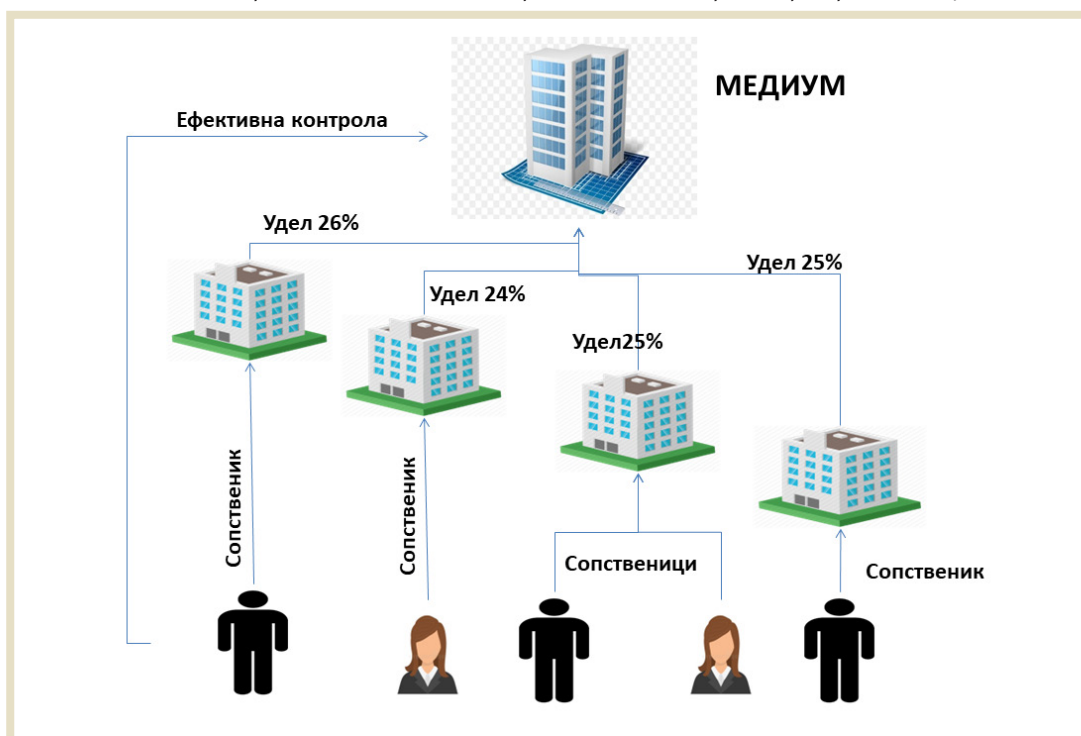 МЕДИУМ
Ефективна контрола
Удел 26%
Удел 25%
Удел 24%
Удел25%
Сопственик
Сопственик
Сопственици
Сопственик